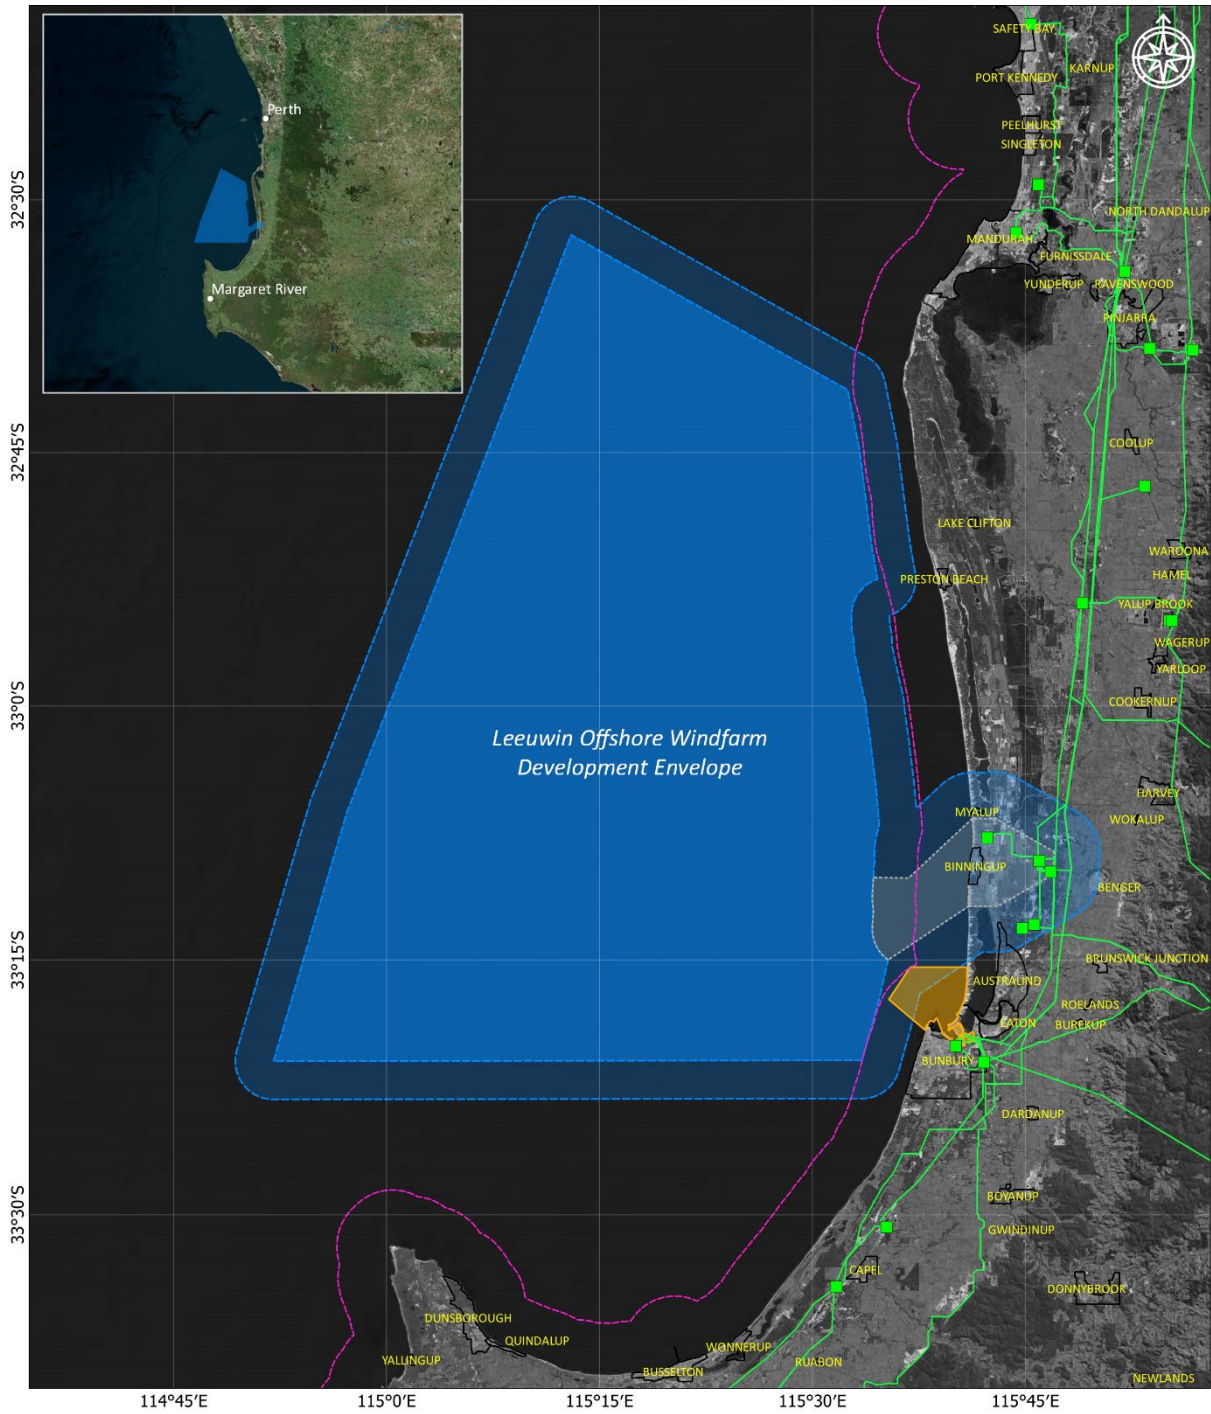 Perth
Margaret River
SAFETY BAY
KARNUP
PORT KENNEDY
PEELHURST
SINGLETON
32°30'S
NORTH DANDALUP
MANDURAH
FURNISSDALE
YUNDERUP
RAVENSWOOD
PINJARRA
COOLUP
32°45'S
LAKE CLIFTON
WAROONA
HAMEL
PRESTON BEACH
YALUP BROOK
WAGERUP
YARLOOP
COOKERNUP
33°0'S
Leeuwin Offshore Windfarm
Development Envelope
HARVEY
MYALUP
WOKALUP
BINNINGUP
BENGER
33°15'S
BRUNSWICK JUNCTION
AUSTRALIND
ROELANDS
EATON
BUREKUP
BUNBURY
DARDANUP
BOYANUP
33°30'S
GWINDINUP
CAPEL
DONNYBROOK
DUNSBOROUGH
QUINDALUP
WONNERUP
YALLINGUP
RUABON
BUSSELTON
NEWLANDS
114°45'E
115°0'E
115°15'E
115°30'E
115°45'E